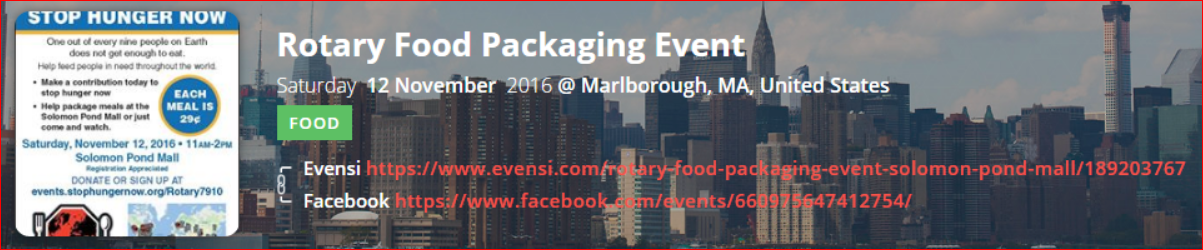 STOP HUNGER NOW
One out of every nine people on Earth
does not get enough to eat.
Help feed people in need throughout the world.
• Make a contribution today to
stop hunger now
• Help package meals at the
Solomon Pond Mall or just
come and watch.
EACH
MEAL IS
29¢
Saturday, November 12, 2016 • 11AM-2PM
Solomon Pond Mall
Registration Appreciated
DONATE OR SIGN UP AT
events.stophungernow.org/Rotary7910
Rotary Food Packaging Event
Saturday 12 November 2016 @ Marlborough, MA, United States
FOOD
Evensi https://www.evensi.com/rotary-food-packaging-event-solomon-pond-mall/189203767
Facebook https://www.facebook.com/events/660975647412754/